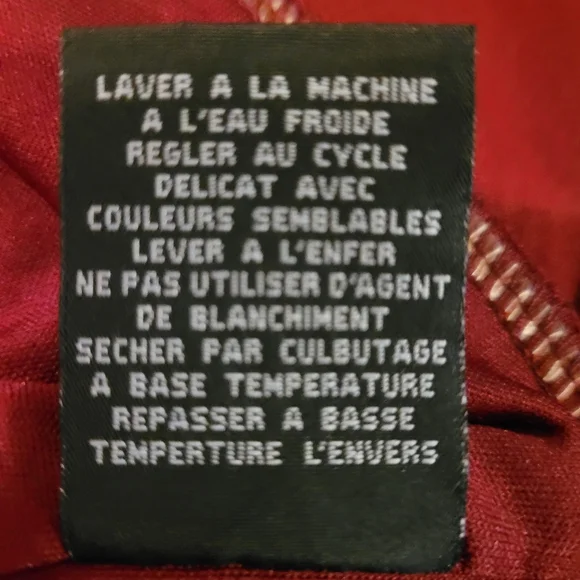 LAVER A LA MACHINE
A L'EAU FROIDE
REGLER AU CYCLE
DELICAT AVEC
COULEURS SEMBLABLES
LEVER A L'ENFER
NE PAS UTILISER D'AGENT
DE BLANCHIMENT
SECHER PAR CULBUTAGE
A BASE TEMPERATURE
REPASSER A BASSE
TEMPERTURE L'ENVERS